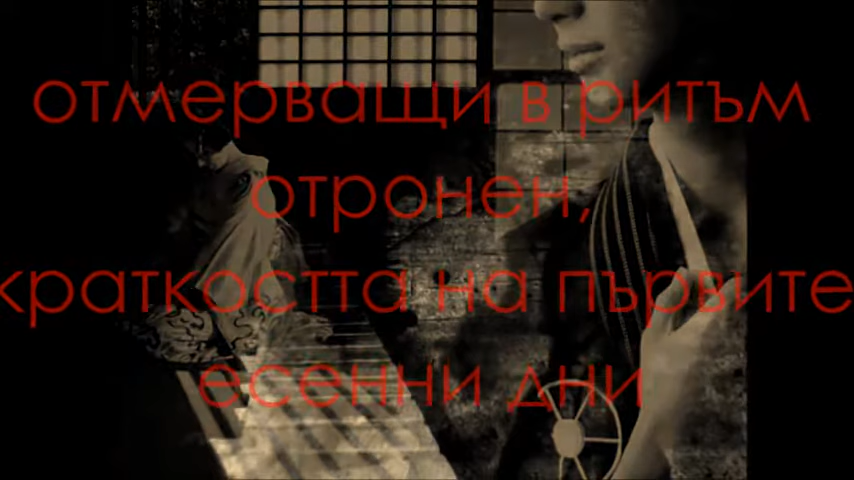 отмерващи в ритъм
отронен,
краткостта на първите
есенни дни